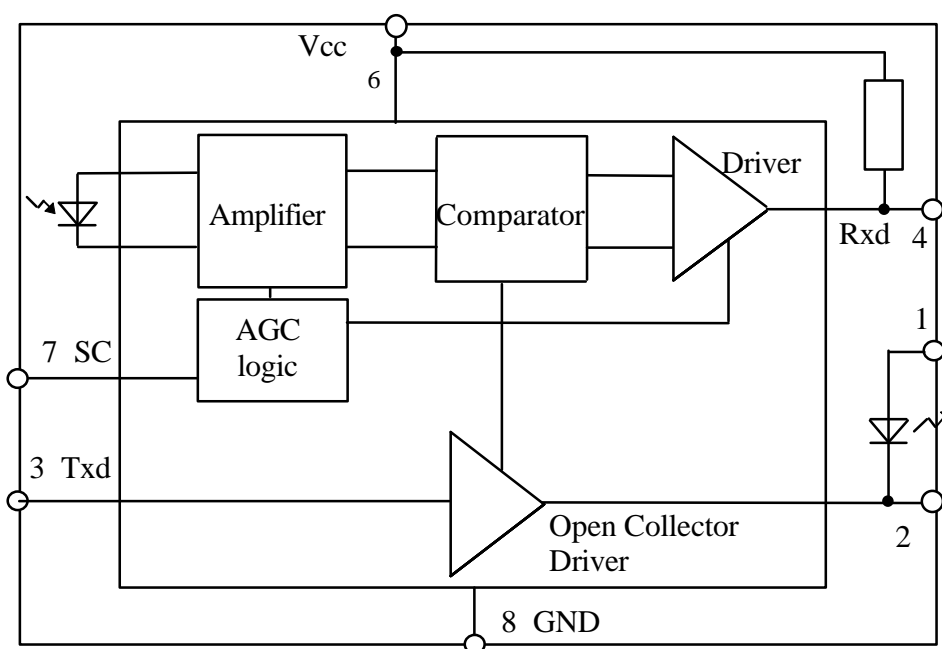 Vcc
6
Driver
Amplifier
Comparator
Rxd
4
AGC
logic
1
7 SC
3 Txd
Open Collector
Driver
2
8 GND